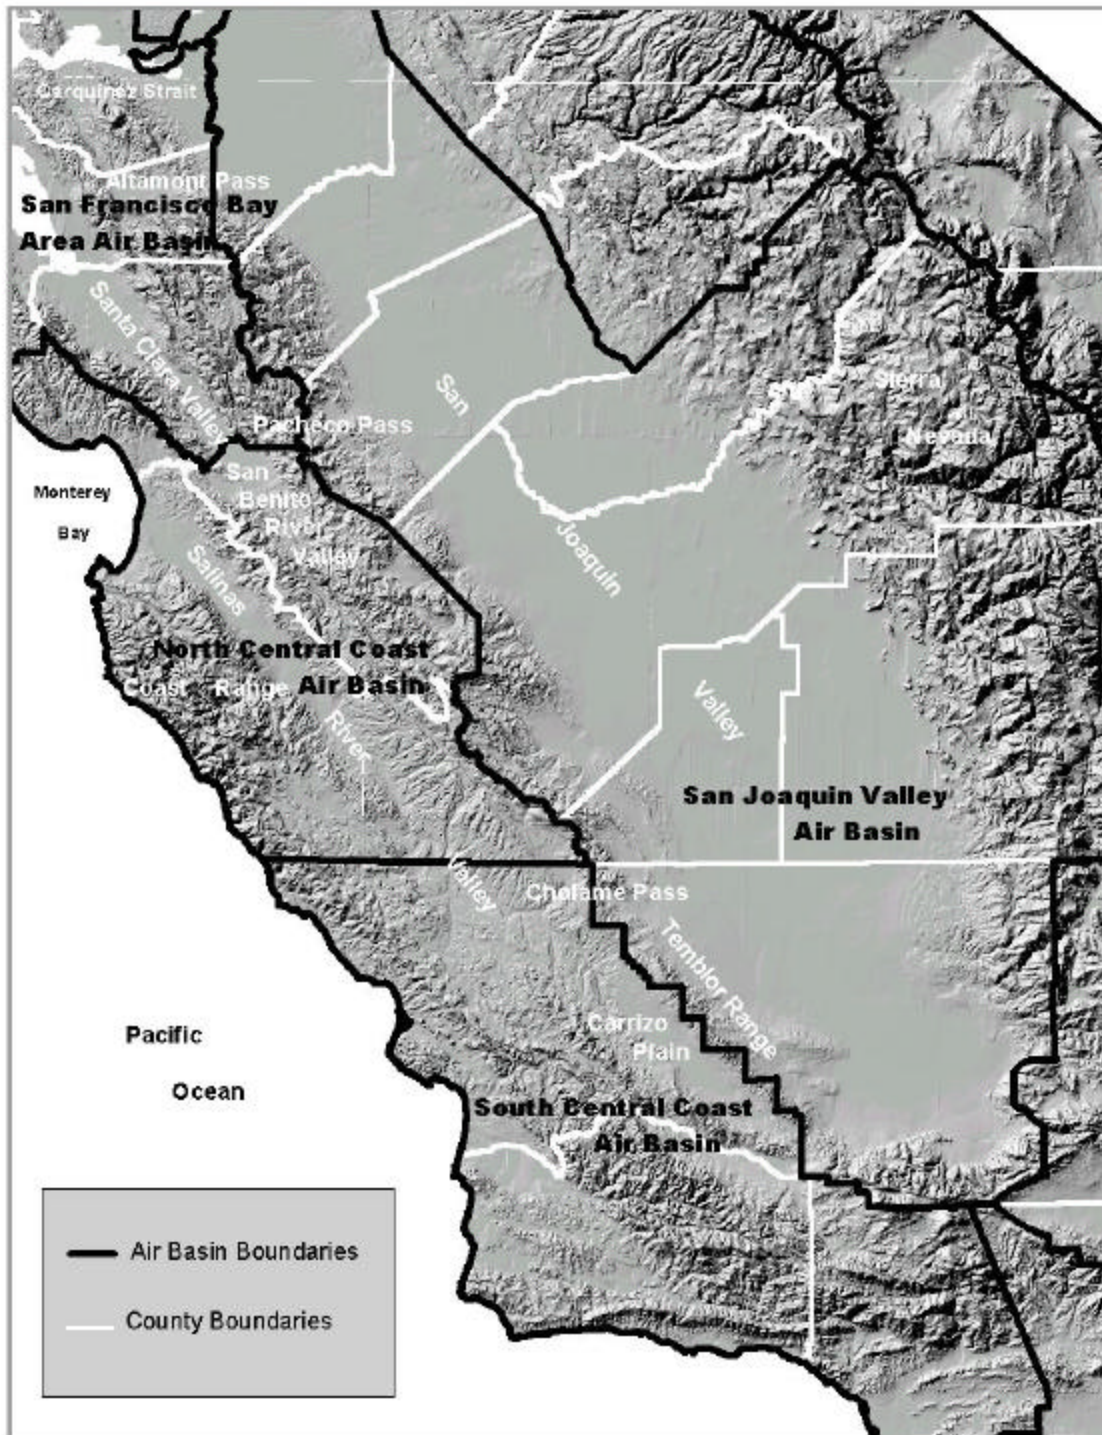 Carquinez Strait
Altamont Pass
San Francisco Bay
Area Air Basin
Santa Clara Valley
Pacheco Pass
San
Sierra
Nevada
Monterey
Bay
San
Benito
River
Valley
Joaquin
Salinas
North Central Coast
Air Basin
Coast Range
River
Valley
San Joaquin Valley
Air Basin
Valley
Cholame Pass
Temblor Range
Carrizo
Plain
Pacific
Ocean
South Central Coast
Air Basin
Air Basin Boundaries
County Boundaries